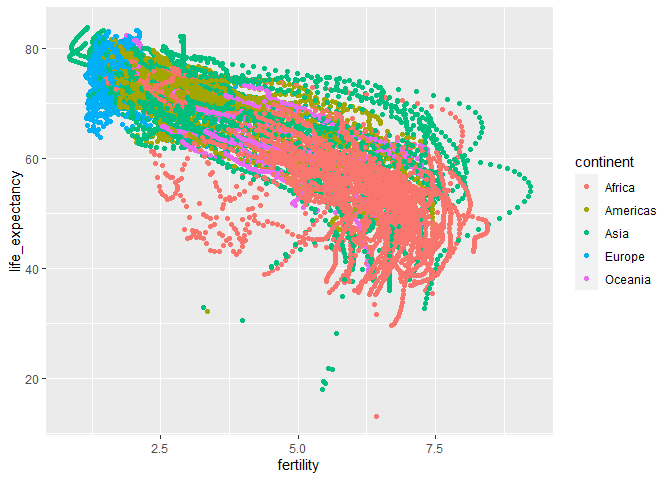 80
60
40
20
life_expectancy
2.5
5.0
7.5
fertility
continent
Africa
Americas
Asia
Europe
Oceania